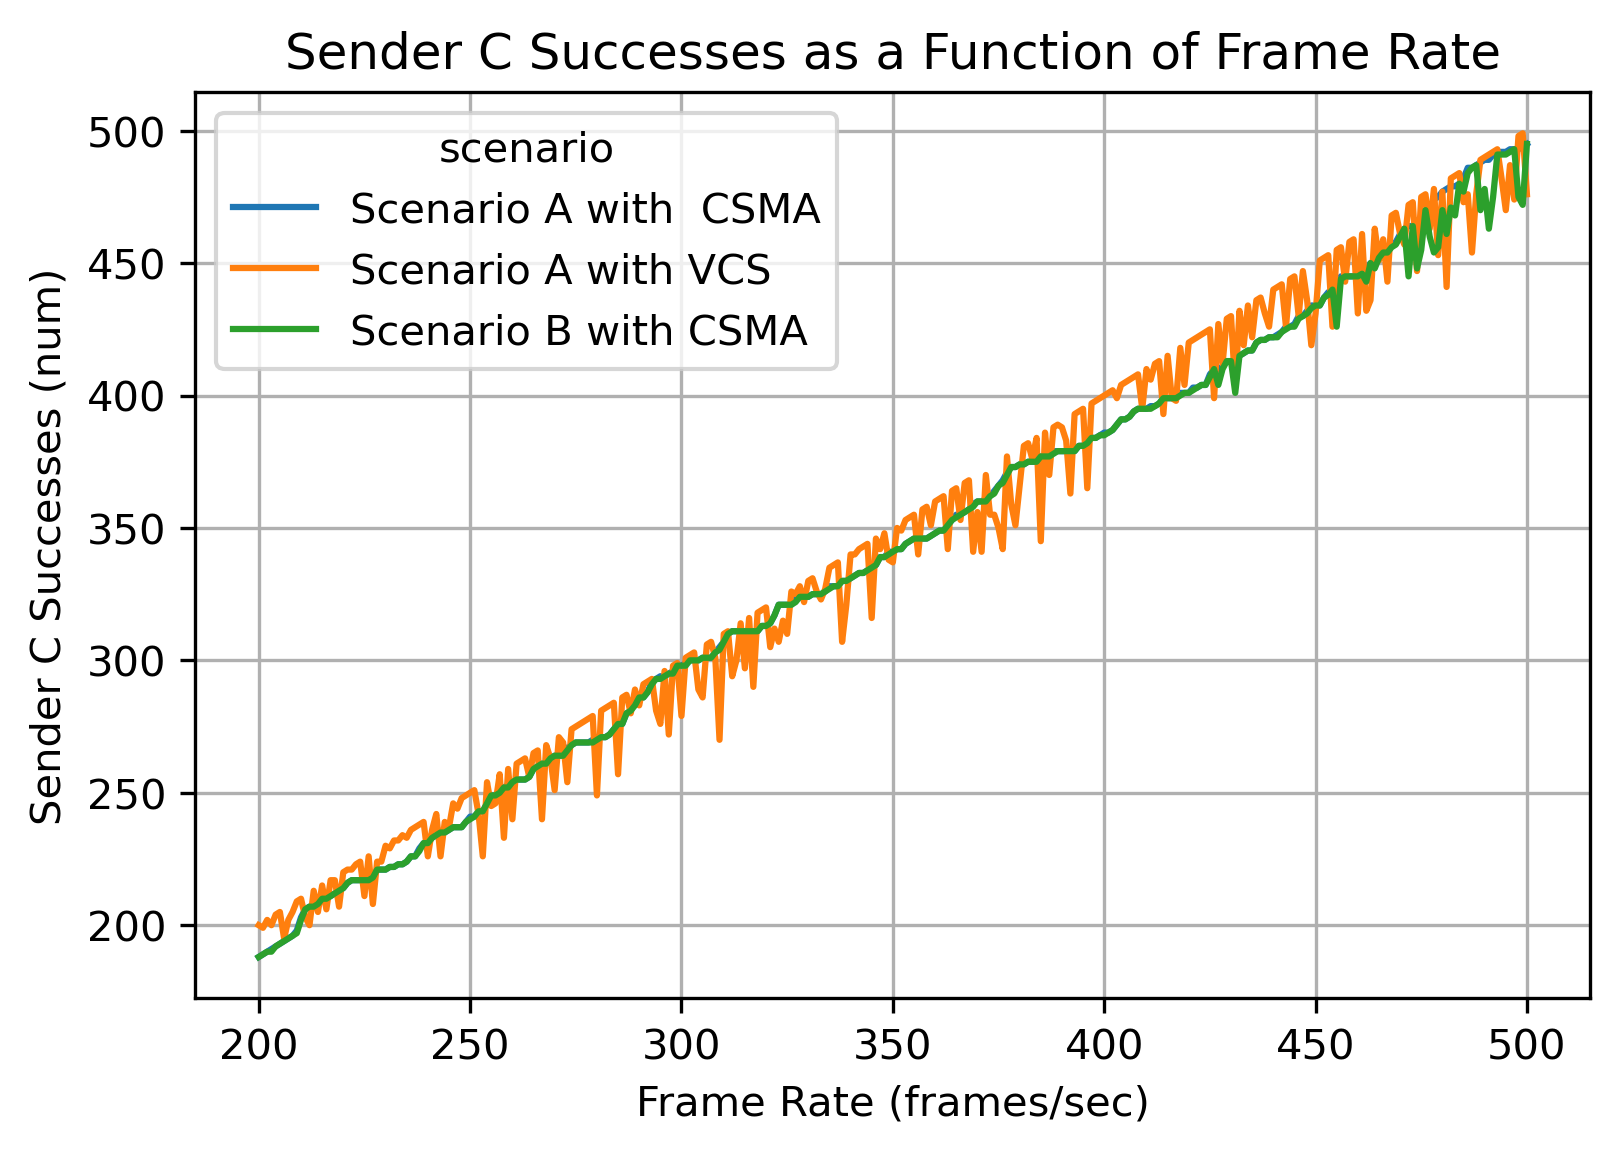 Sender C Successes as a Function of Frame Rate
scenario
Scenario A with  CSMA
Scenario A with VCS
Scenario B with CSMA
Sender C Successes (num)
500
450
400
350
300
250
200
200 250 300 350 400 450 500
Frame Rate (frames/sec)